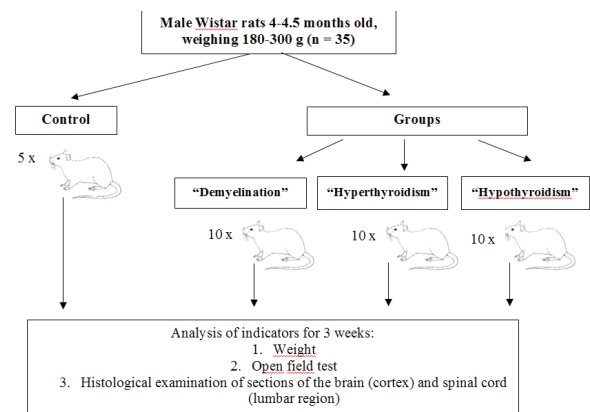 Male Wistar rats 4-4.5 months old,
weighing 180-300 g (n = 35)
Control
Groups
5 x
“Demyelination”
“Hyperthyroidism”
“Hypothyroidism”
10 x
10 x
10 x
Analysis of indicators for 3 weeks:
1. Weight
2. Open field test
3. Histological examination of sections of the brain (cortex) and spinal cord
(lumbar region)